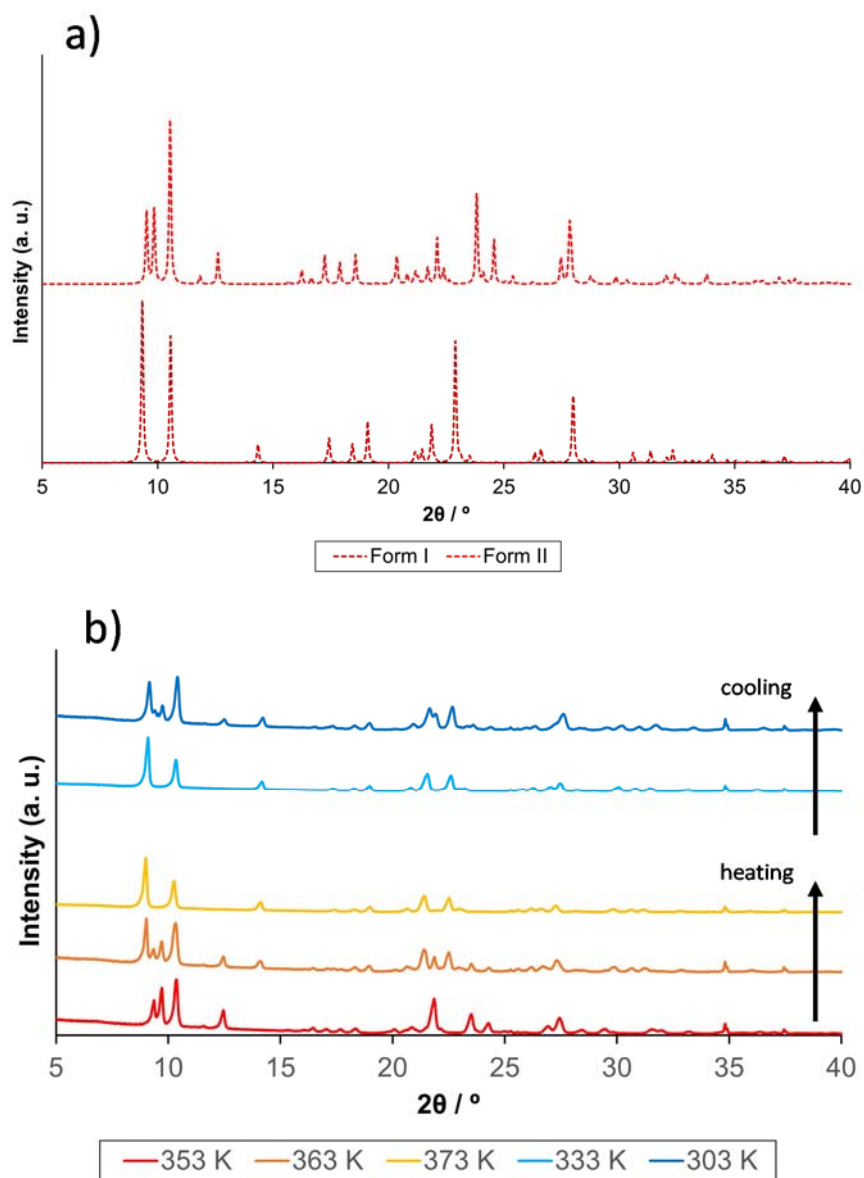 a)
Intensity (a. u.)
5 10 15 20 25 30 35 40
2θ / º
Form I Form II
b)
Intensity (a. u.)
cooling
heating
5 10 15 20 25 30 35 40
2θ / º
353 K 363 K 373 K 333 K 303 K